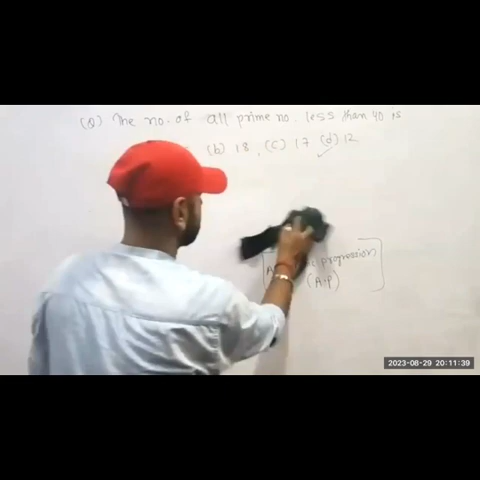 (Q) The no. of all prime no. less than 40 is
(b) 18, (c) 17 (d) 12
progression
(A.P)
2023-08-29 20:11:39